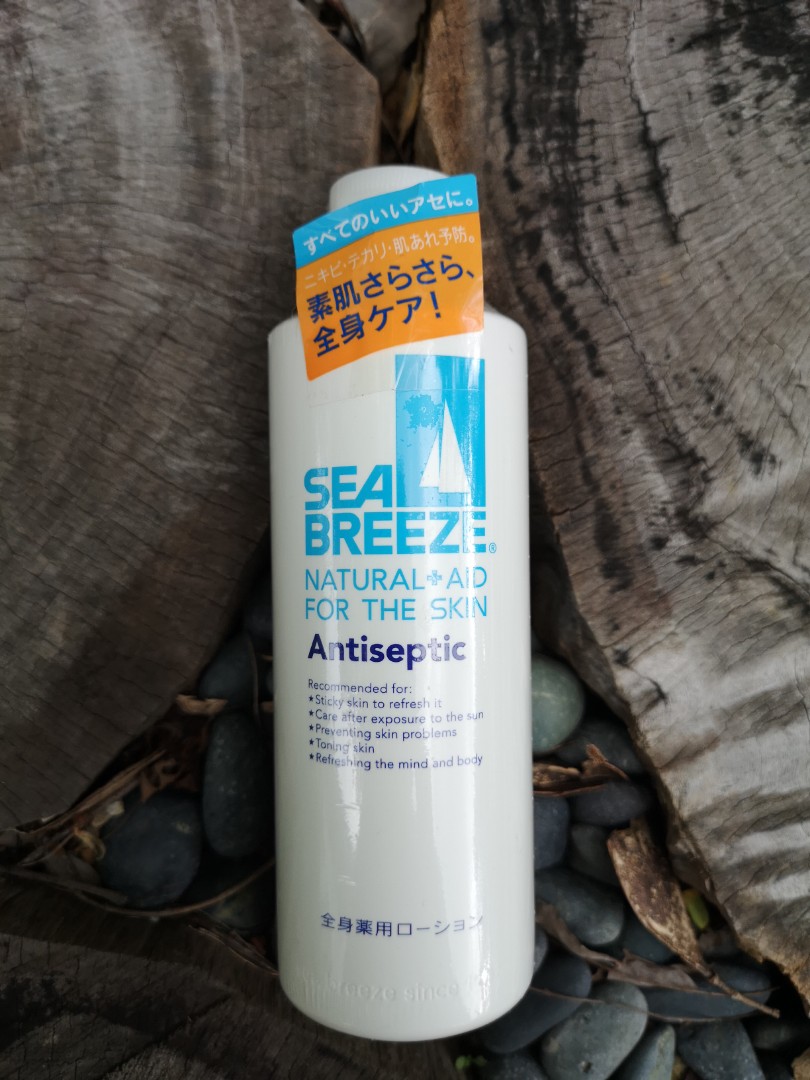 すべてのいいアセに。
ニキビ・テカリ・肌あれ予防。
素肌さらさら、
全身ケア!
SEA
BREEZE®
NATURAL+AID
FOR THE SKIN
Antiseptic
Recommended for:
★Sticky skin to refresh it
★Care after exposure to the sun
★Preventing skin problems
★Toning skin
★Refreshing the mind and body
全身薬用ローション
breeze since